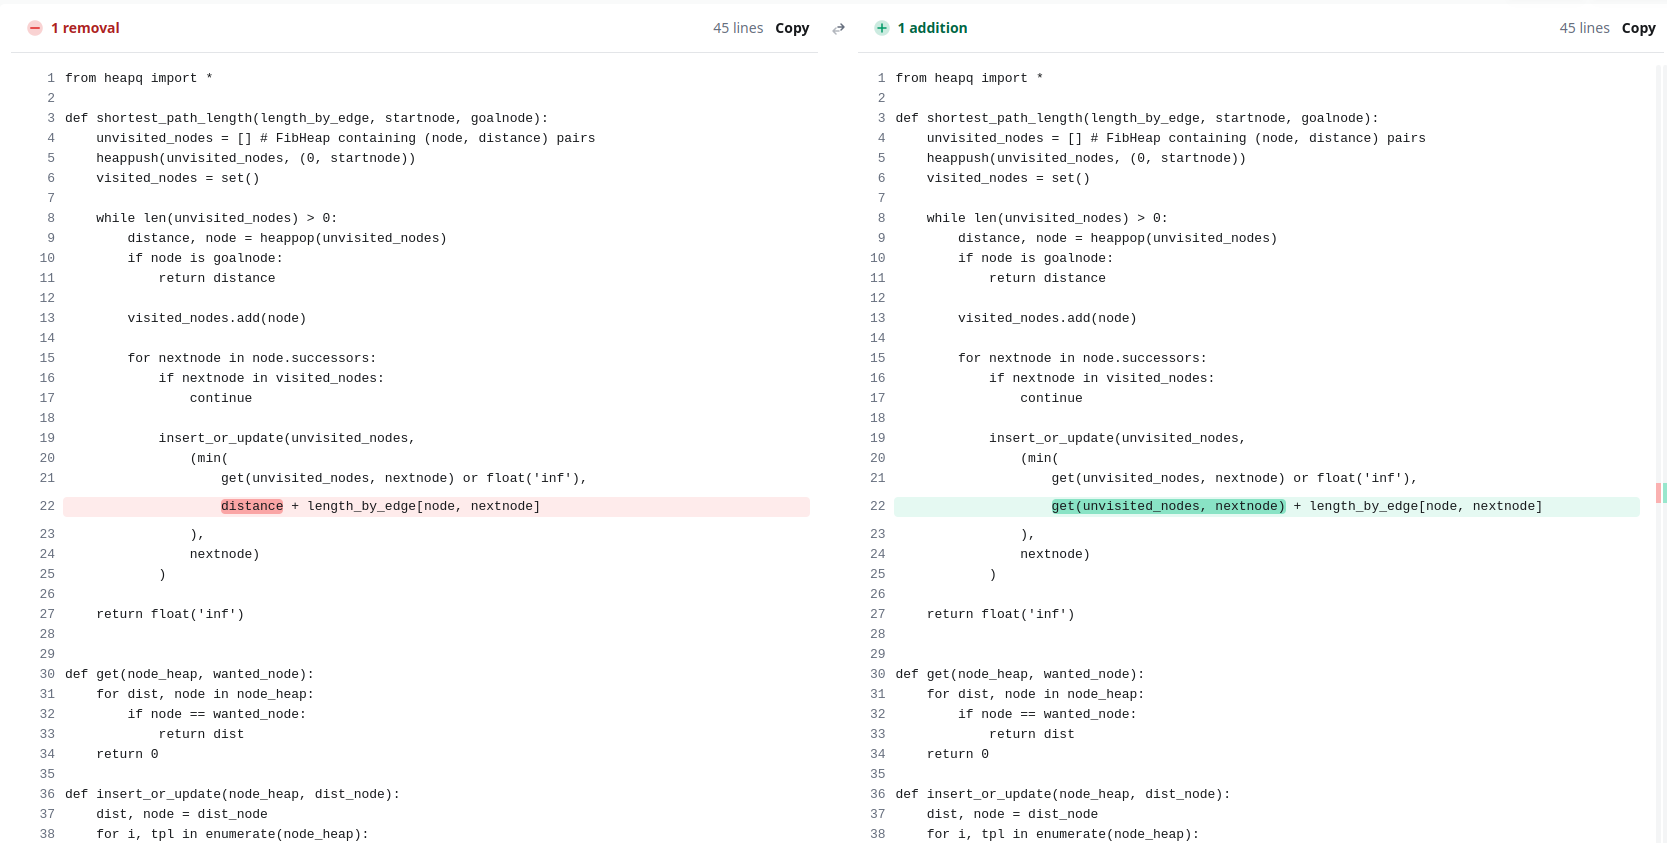 1 removal
45 lines Copy
1 from heapq import *
2
3 def shortest_path_length(length_by_edge, startnode, goalnode):
4     unvisited_nodes = [] # FibHeap containing (node, distance) pairs
5     heappush(unvisited_nodes, (0, startnode))
6     visited_nodes = set()
7
8     while len(unvisited_nodes) > 0:
9         distance, node = heappop(unvisited_nodes)
10         if node is goalnode:
11             return distance
12
13         visited_nodes.add(node)
14
15         for nextnode in node.successors:
16             if nextnode in visited_nodes:
17                 continue
18
19             insert_or_update(unvisited_nodes,
20                 (min(
21                     get(unvisited_nodes, nextnode) or float('inf'),
22                     distance + length_by_edge[node, nextnode]
23                 ),
24                 nextnode)
25             )
26
27     return float('inf')
28
29
30 def get(node_heap, wanted_node):
31     for dist, node in node_heap:
32         if node == wanted_node:
33             return dist
34     return 0
35
36 def insert_or_update(node_heap, dist_node):
37     dist, node = dist_node
38     for i, tpl in enumerate(node_heap):
1 addition
45 lines Copy
1 from heapq import *
2
3 def shortest_path_length(length_by_edge, startnode, goalnode):
4     unvisited_nodes = [] # FibHeap containing (node, distance) pairs
5     heappush(unvisited_nodes, (0, startnode))
6     visited_nodes = set()
7
8     while len(unvisited_nodes) > 0:
9         distance, node = heappop(unvisited_nodes)
10         if node is goalnode:
11             return distance
12
13         visited_nodes.add(node)
14
15         for nextnode in node.successors:
16             if nextnode in visited_nodes:
17                 continue
18
19             insert_or_update(unvisited_nodes,
20                 (min(
21                     get(unvisited_nodes, nextnode) or float('inf'),
22                     get(unvisited_nodes, nextnode) + length_by_edge[node, nextnode]
23                 ),
24                 nextnode)
25             )
26
27     return float('inf')
28
29
30 def get(node_heap, wanted_node):
31     for dist, node in node_heap:
32         if node == wanted_node:
33             return dist
34     return 0
35
36 def insert_or_update(node_heap, dist_node):
37     dist, node = dist_node
38     for i, tpl in enumerate(node_heap):